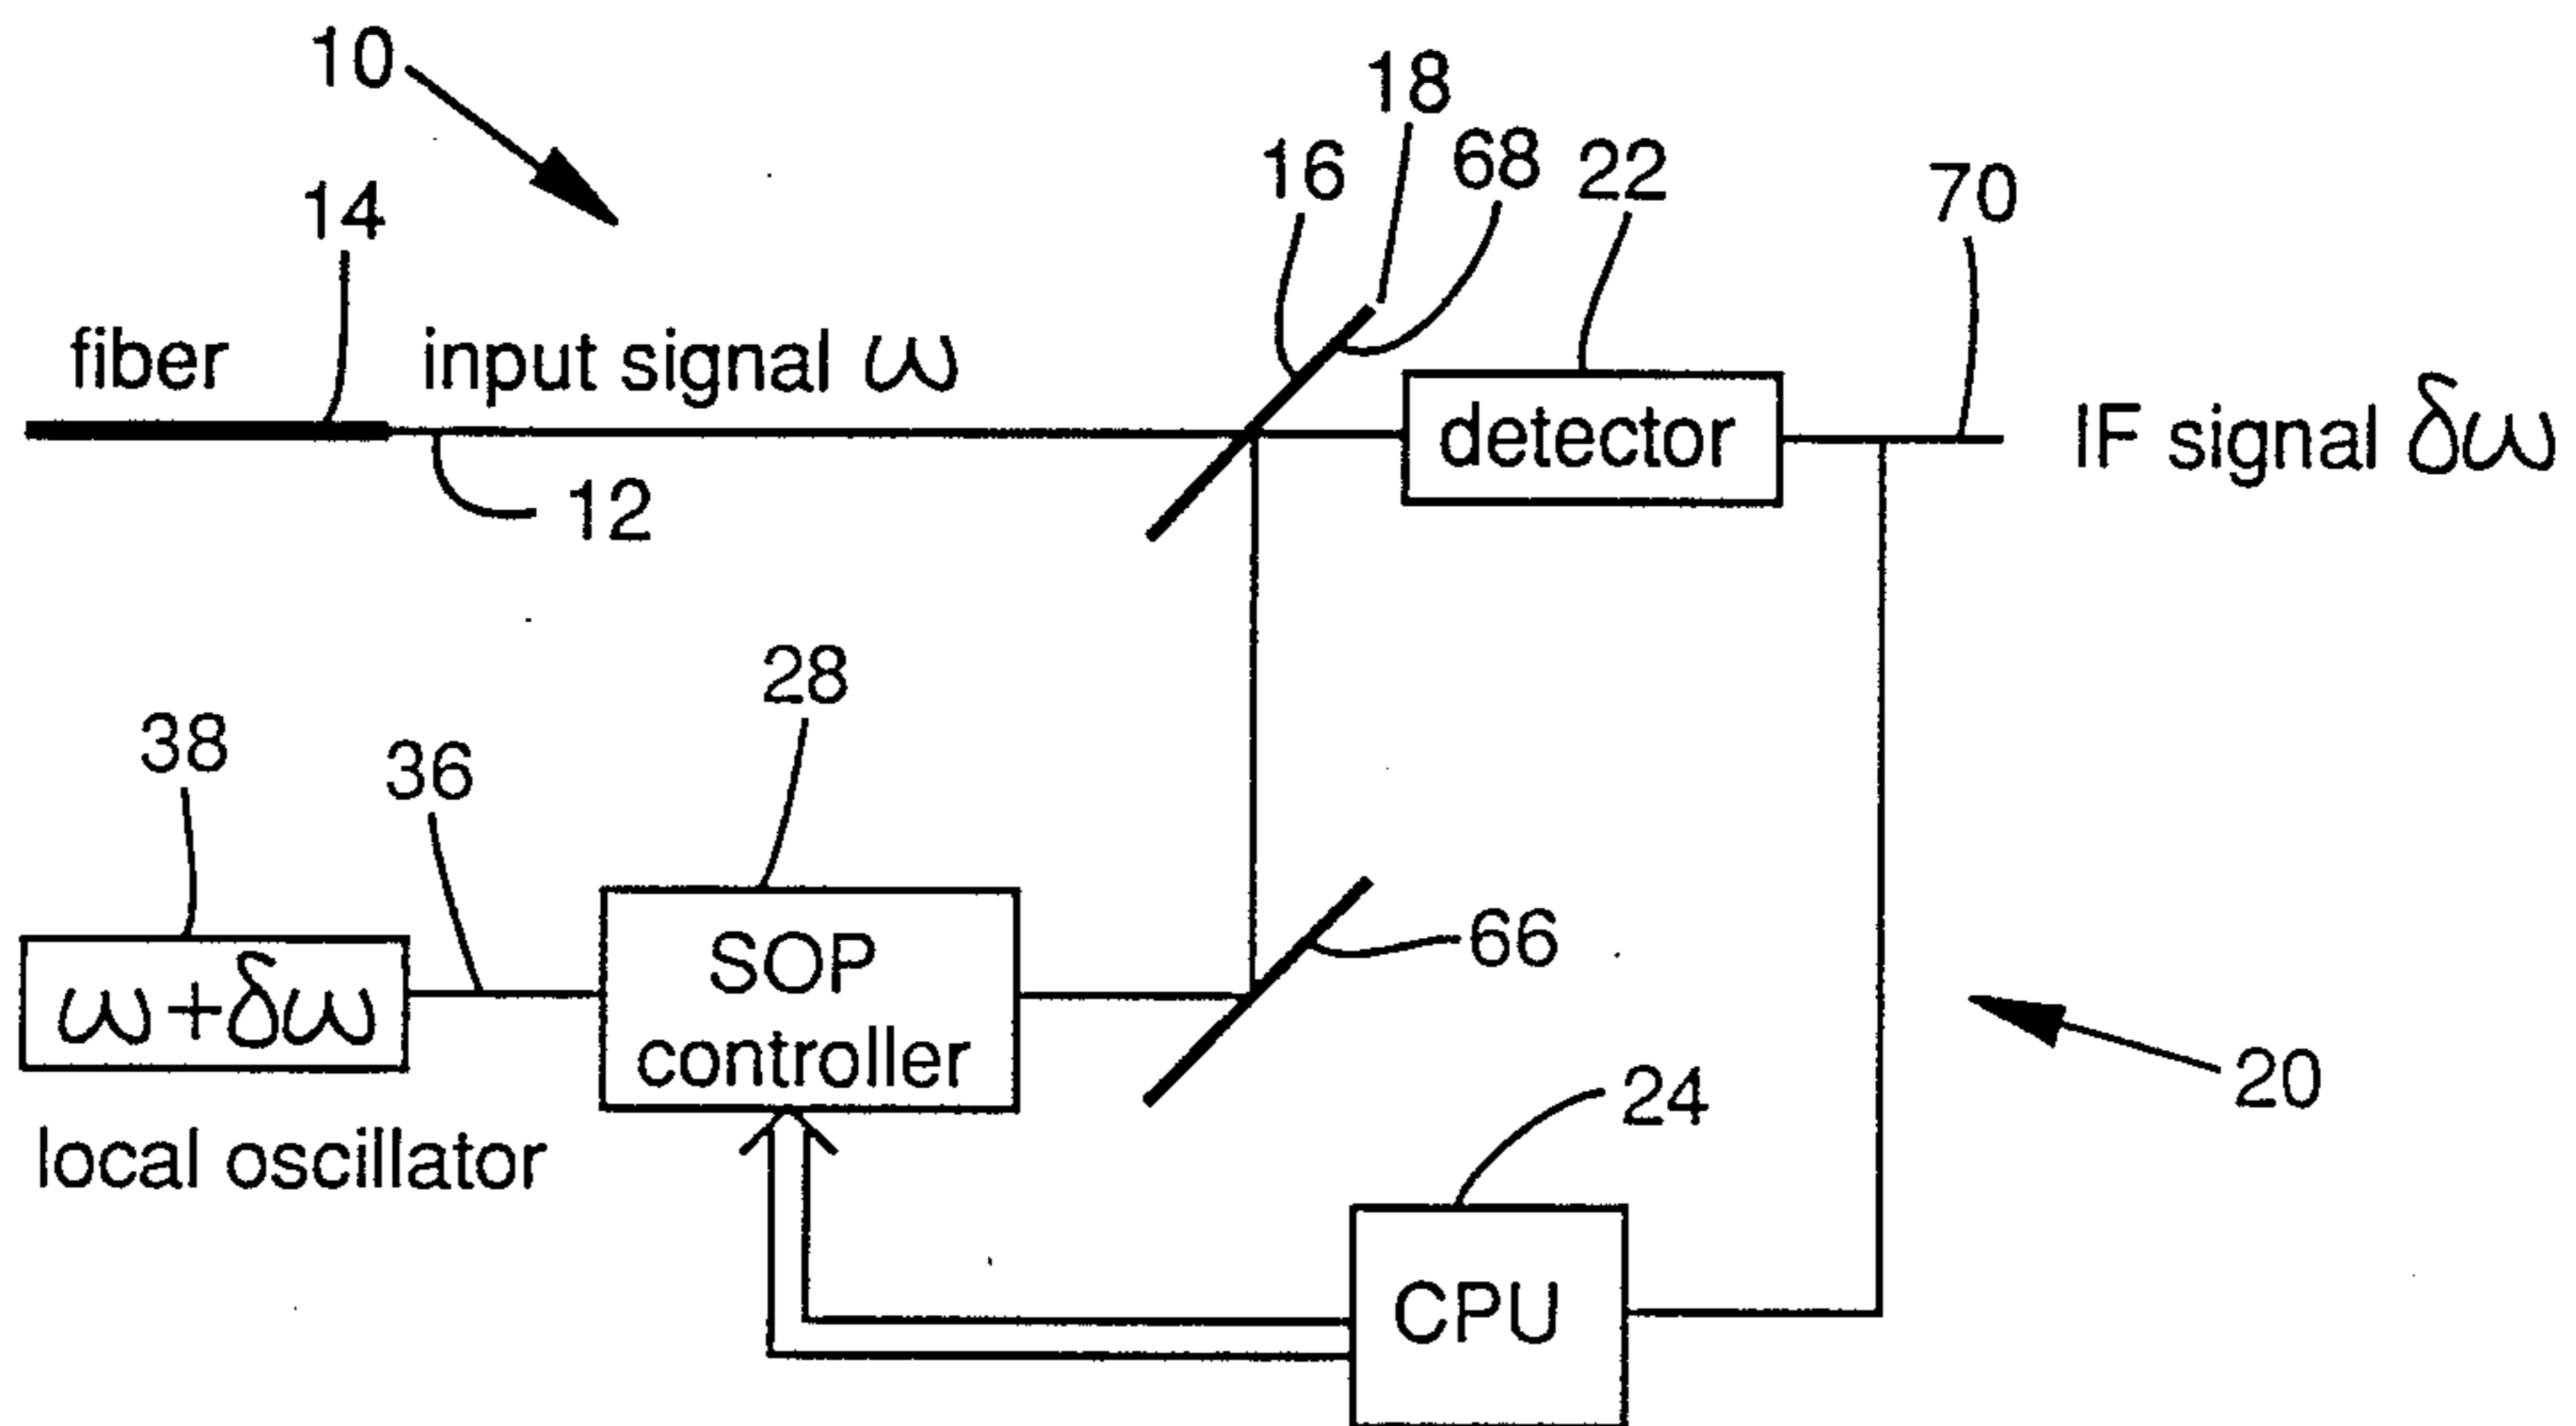 10
18
14
16
68
22
70
fiber
input signal ω
detector
IF signal δω
12
28
38
36
SOP
controller
66
ω+δω
20
24
local oscillator
CPU